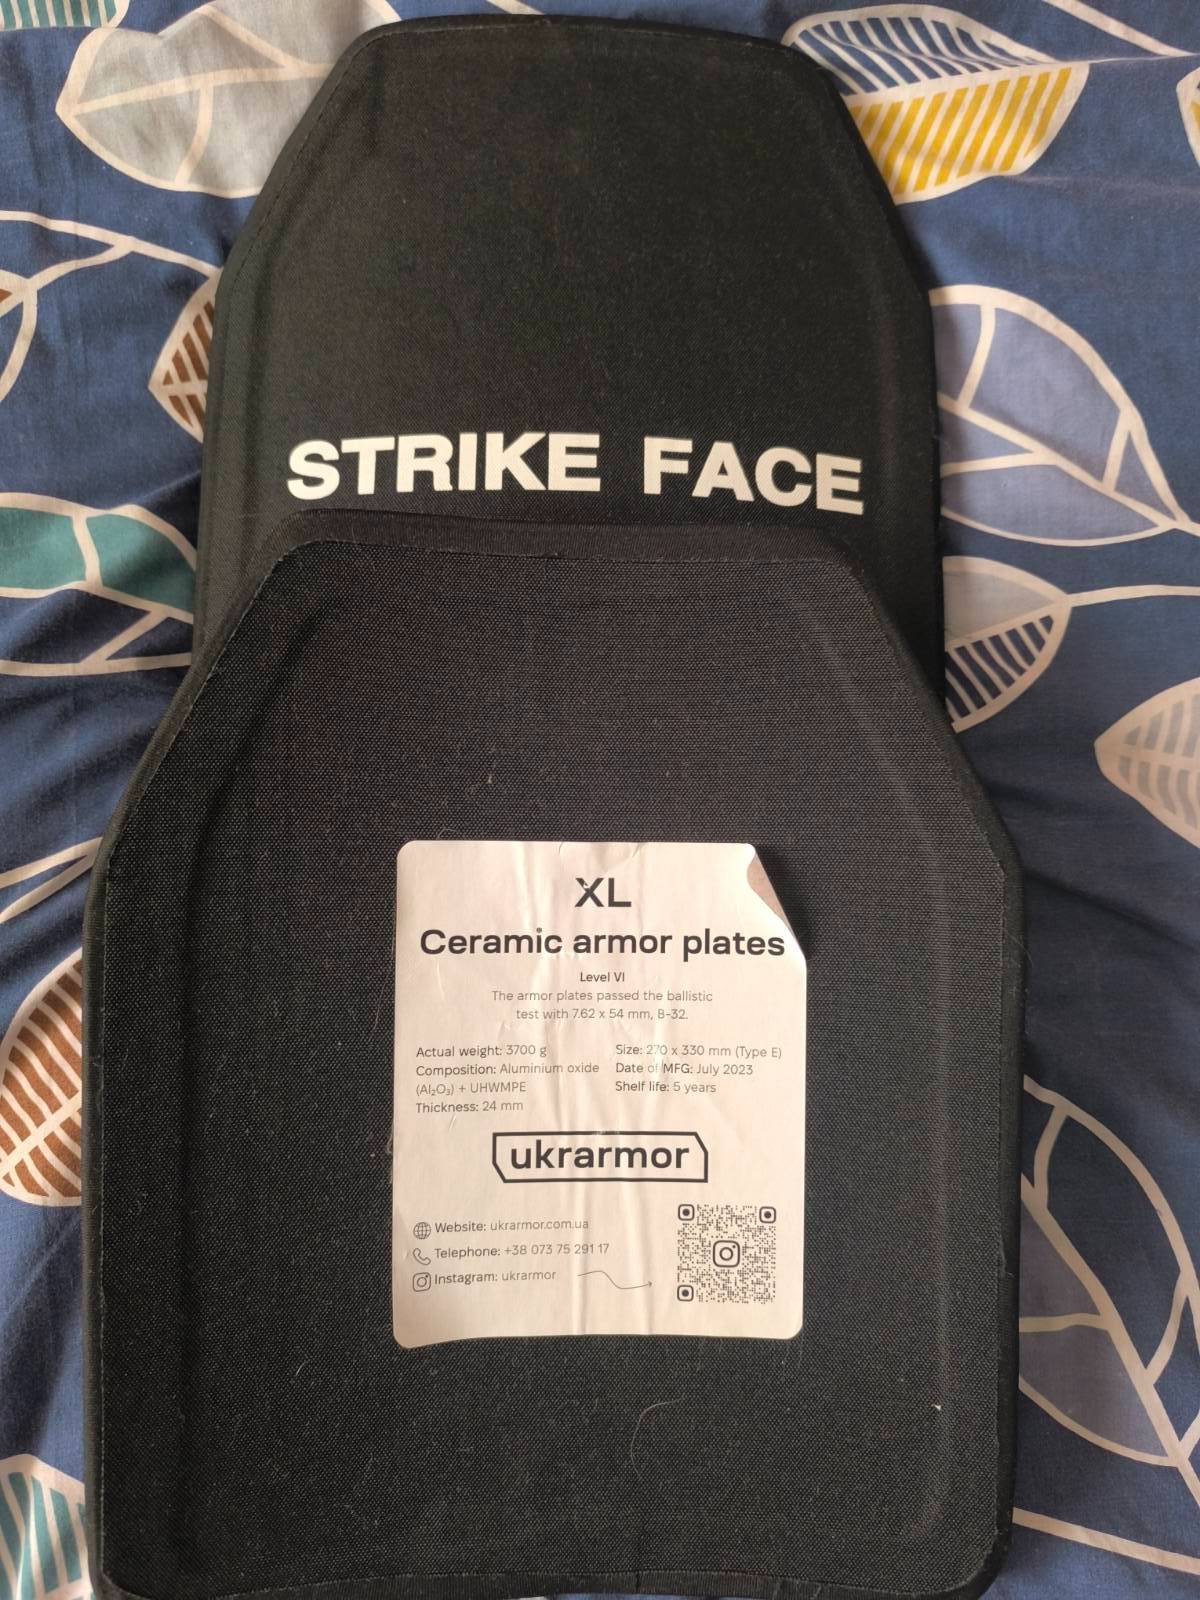 STRIKE FACE
XL
Ceramic armor plates
Level VI
The armor plates passed the ballistic
test with 7.62 x 54 mm, B-32.
Actual weight: 3700 g
Composition: Aluminium oxide
(Al₂O₃) + UHWMPE
Thickness: 24 mm
Size: 270 x 330 mm (Type E)
Date of MFG: July 2023
Shelf life: 5 years
ukrarmor
Website: ukrarmor.com.ua
Telephone: +38 073 75 291 17
Instagram: ukrarmor